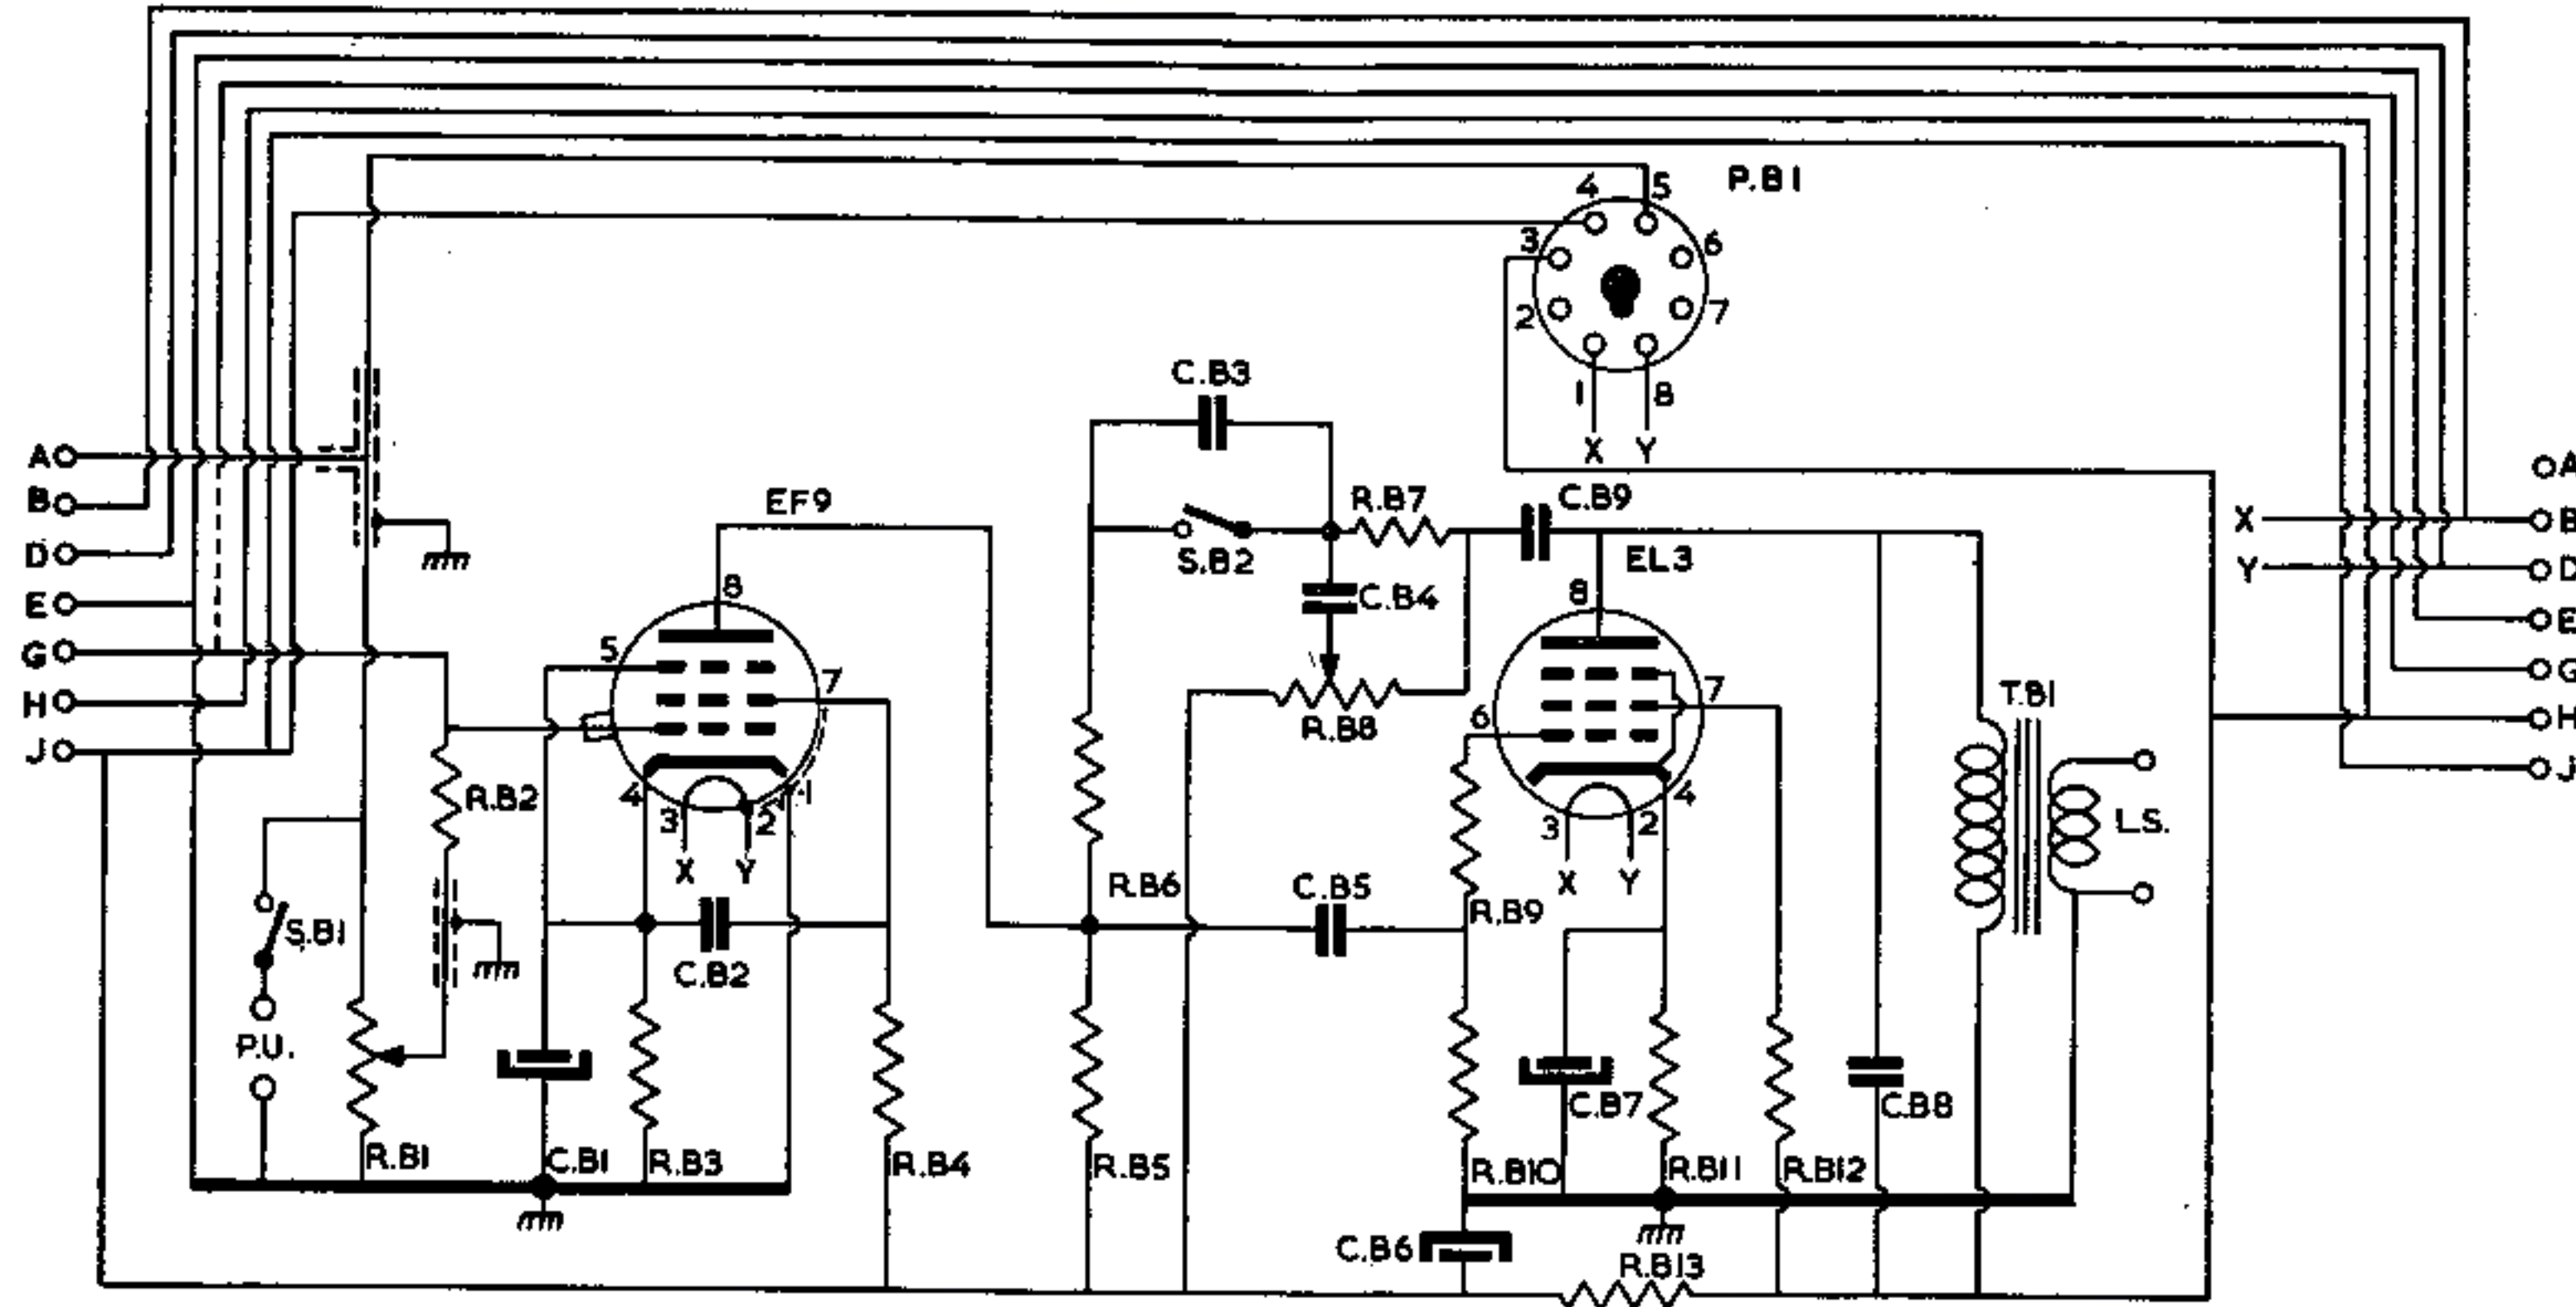 P.B1
4 5
3 6
2 7
1 8
X Y
A
B
D
E
G
H
J
EF9
8
5
7
4
3
2
1
X Y
R.B2
S.B1
P.U.
R.B1
C.B1
C.B2
R.B3
R.B4
C.B3
S.B2
R.B7
C.B9
C.B4
R.B8
R.B6
C.B5
R.B5
EL3
8
7
6
4
3
2
X Y
R.B9
R.B10
C.B7
R.B11
R.B12
C.B8
C.B6
R.B13
T.B1
L.S.
X
Y
A
B
D
E
G
H
J